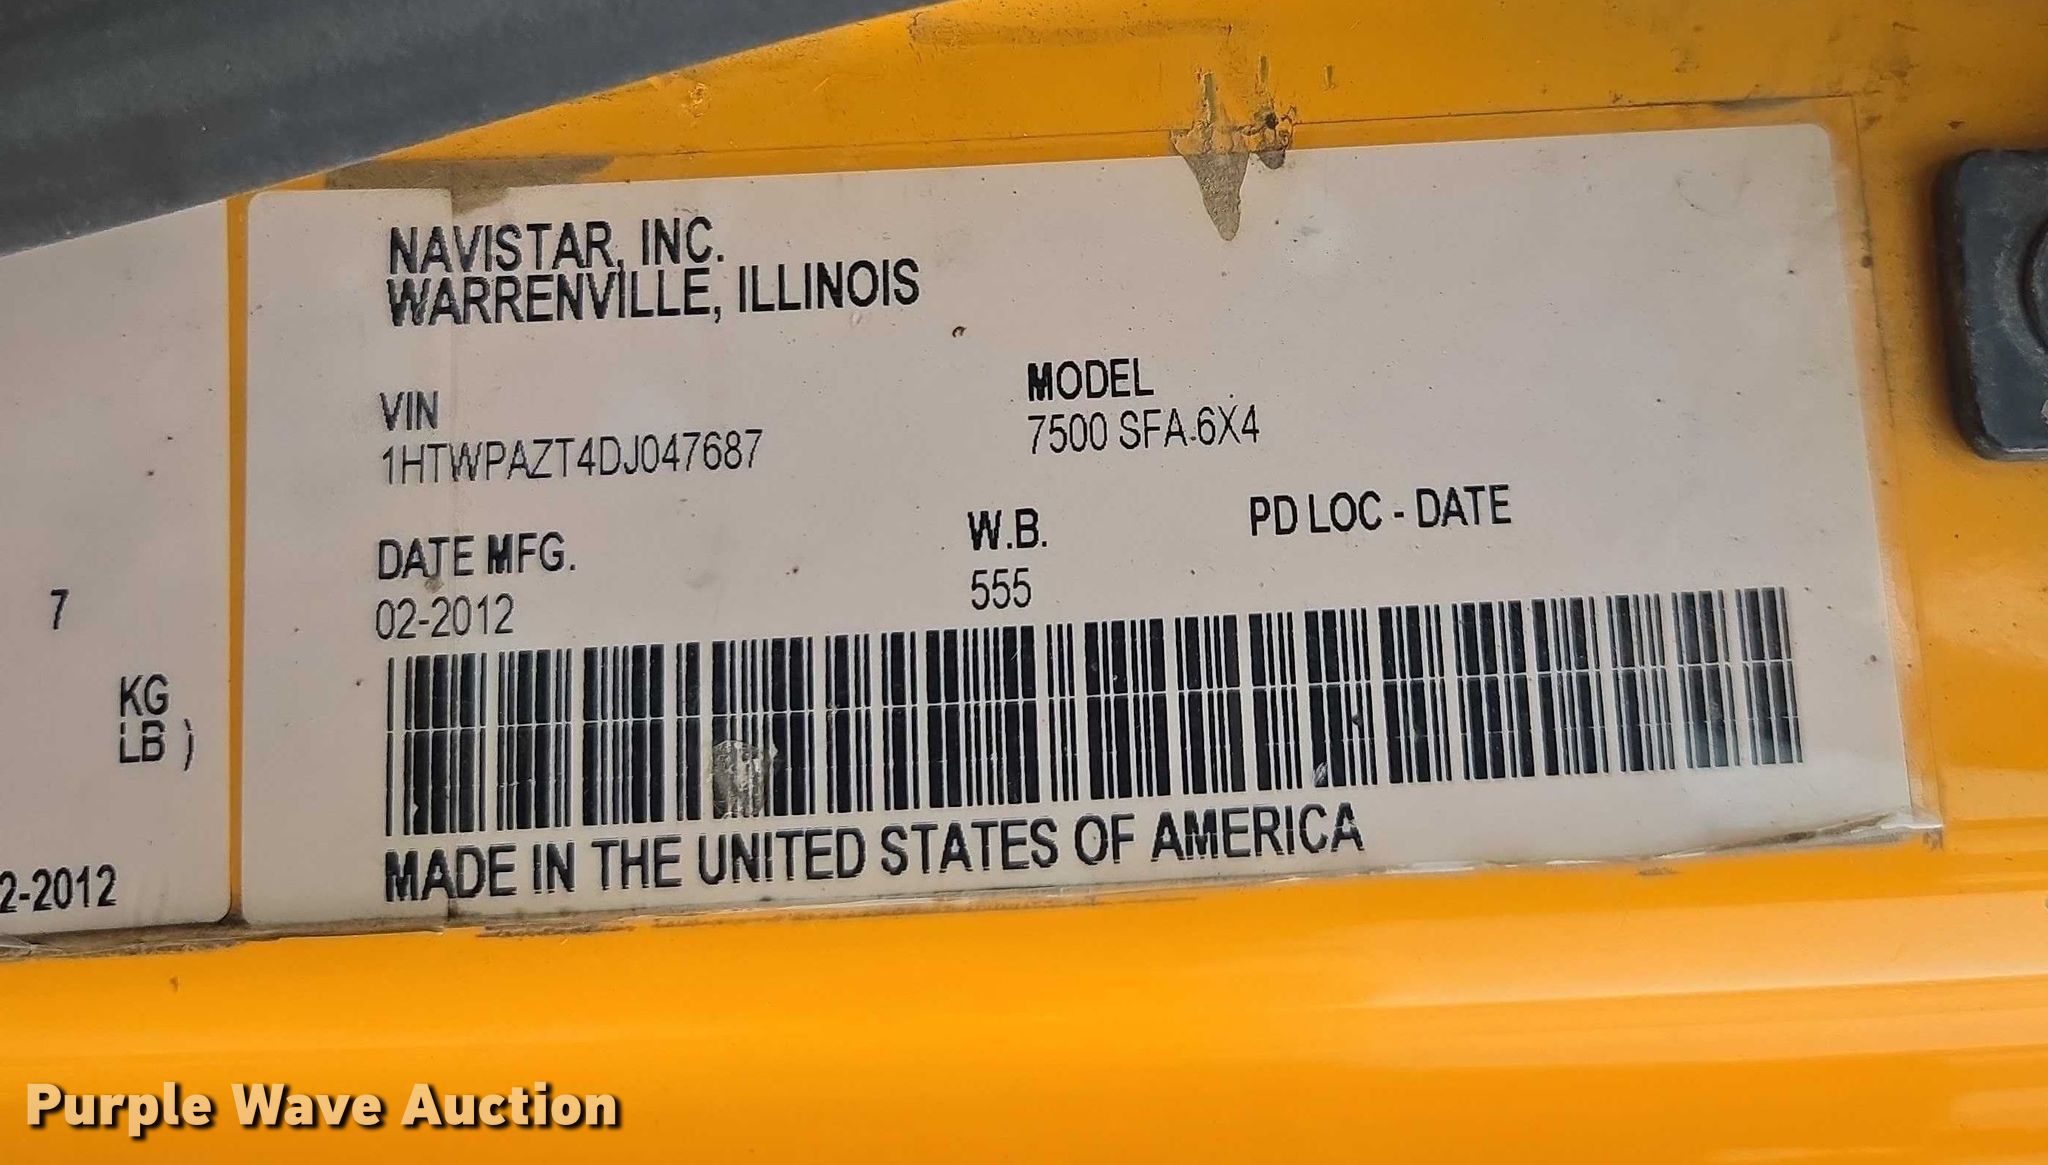 NAVISTAR, INC.
WARRENVILLE, ILLINOIS
VIN
1HTWPAZT4DJ047687
MODEL
7500 SFA 6X4
DATE MFG.
02-2012
W.B.
555
PD LOC - DATE
MADE IN THE UNITED STATES OF AMERICA
7
KG
LB )
2-2012
Purple Wave Auction